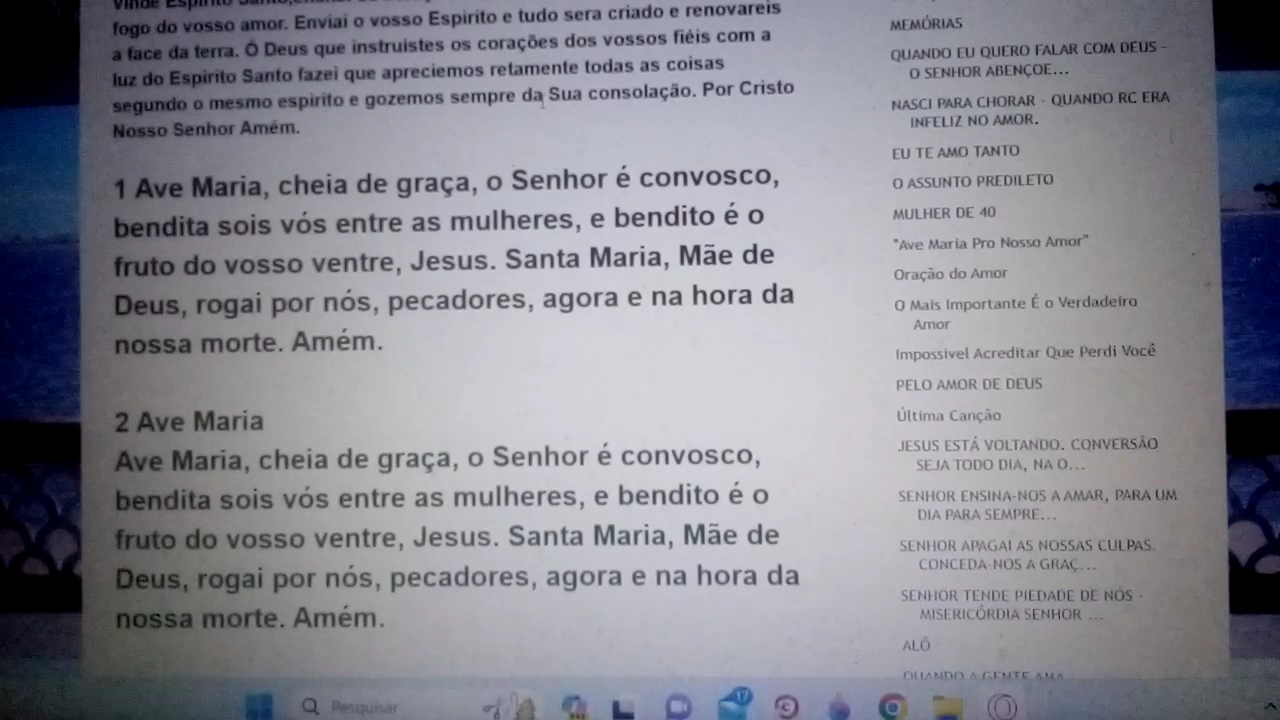 fogo do vosso amor. Enviai o vosso Espirito e tudo sera criado e renovareis
a face da terra. Ó Deus que instruistes os corações dos vossos fiéis com a
luz do Espirito Santo fazei que apreciemos retamente todas as coisas
segundo o mesmo espirito e gozemos sempre da Sua consolação. Por Cristo
Nosso Senhor Amém.
1 Ave Maria, cheia de graça, o Senhor é convosco,
bendita sois vós entre as mulheres, e bendito é o
fruto do vosso ventre, Jesus. Santa Maria, Mãe de
Deus, rogai por nós, pecadores, agora e na hora da
nossa morte. Amém.
2 Ave Maria
Ave Maria, cheia de graça, o Senhor é convosco,
bendita sois vós entre as mulheres, e bendito é o
fruto do vosso ventre, Jesus. Santa Maria, Mãe de
Deus, rogai por nós, pecadores, agora e na hora da
nossa morte. Amém.
MEMÓRIAS
QUANDO EU QUERO FALAR COM DEUS -
O SENHOR ABENÇOE...
NASCI PARA CHORAR - QUANDO RC ERA
INFELIZ NO AMOR.
EU TE AMO TANTO
O ASSUNTO PREDILETO
MULHER DE 40
"Ave Maria Pro Nosso Amor"
Oração do Amor
O Mais Importante É o Verdadeiro
Amor
Impossivel Acreditar Que Perdi Você
PELO AMOR DE DEUS
Última Canção
JESUS ESTÁ VOLTANDO. CONVERSÃO
SEJA TODO DIA, NA O...
SENHOR ENSINA-NOS A AMAR, PARA UM
DIA PARA SEMPRE...
SENHOR APAGAI AS NOSSAS CULPAS.
CONCEDA-NOS A GRAÇ...
SENHOR TENDE PIEDADE DE NÓS -
MISERICÓRDIA SENHOR ...
ALÔ
QUANDO A GENTE AMA
Pesquisar
17